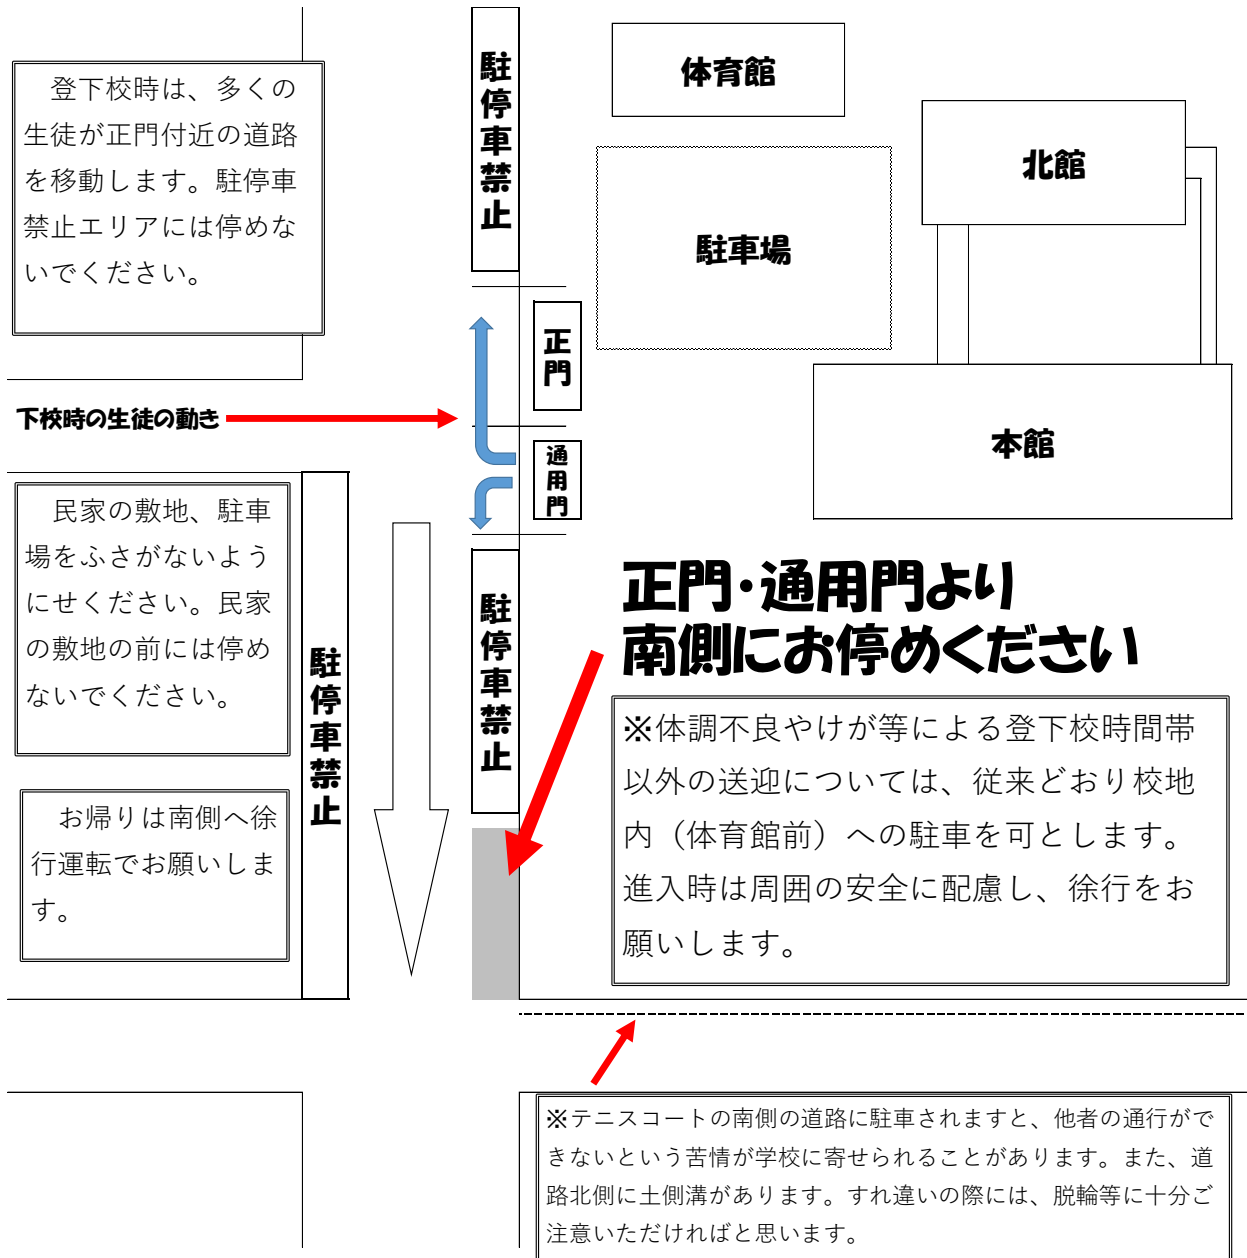 登下校時は、多くの
生徒が正門付近の道路
を移動します。駐停車
禁止エリアには停めな
いでください。
駐停車禁止
体育館
北館
駐車場
正門
下校時の生徒の動き
通用門
本館
民家の敷地、駐車
場をふさがないよう
にせください。民家
の敷地の前には停め
ないでください。
駐停車禁止
駐停車禁止
正門・通用門より
南側にお停めください
お帰りは南側へ徐
行運転でお願いしま
す。
※体調不良やけが等による登下校時間帯
以外の送迎については、従来どおり校地
内（体育館前）への駐車を可とします。
進入時は周囲の安全に配慮し、徐行をお
願いします。
※テニスコートの南側の道路に駐車されますと、他者の通行がで
きないという苦情が学校に寄せられることがあります。また、道
路北側に土側溝があります。すれ違いの際には、脱輪等に十分ご
注意いただければと思います。